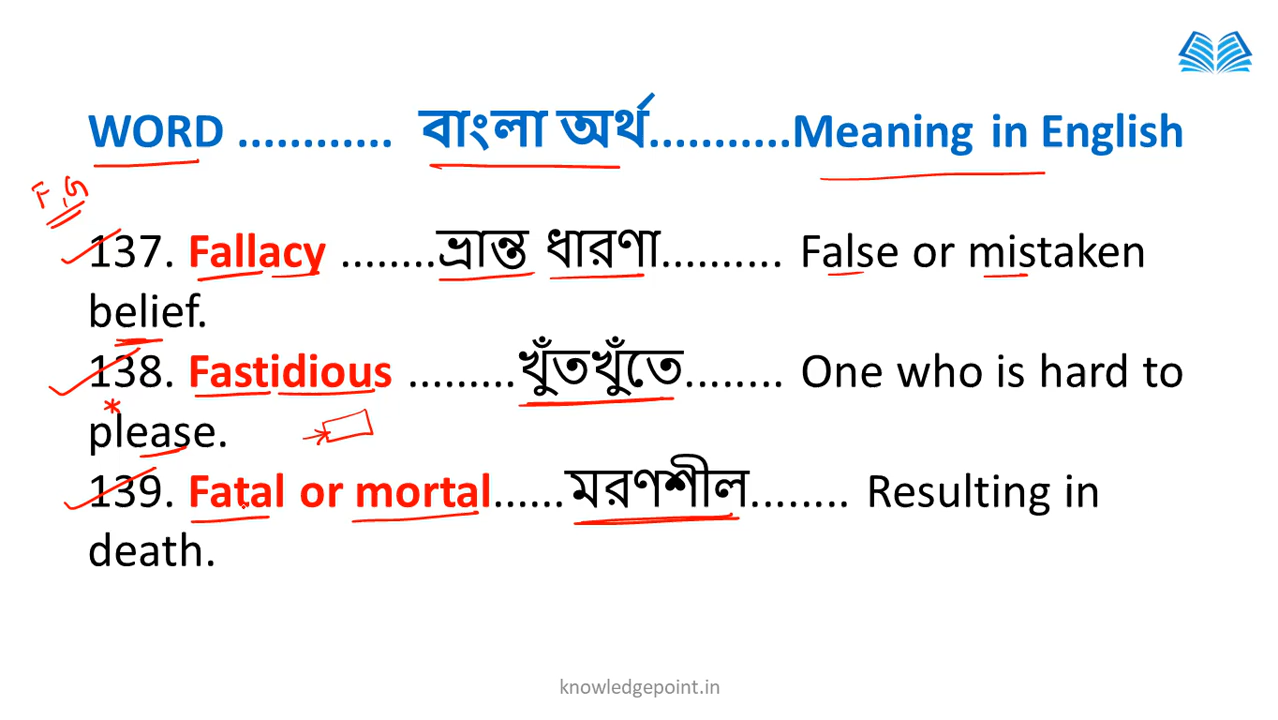 WORD ............ বাংলা অর্থ...........Meaning in English
F.G
137. Fallacy ........ভ্রান্ত ধারণা.......... False or mistaken
belief.
138. Fastidious .........খুঁতখুঁতে........ One who is hard to
please.
139. Fatal or mortal......মরণশীল........ Resulting in
death.
knowledgepoint.in